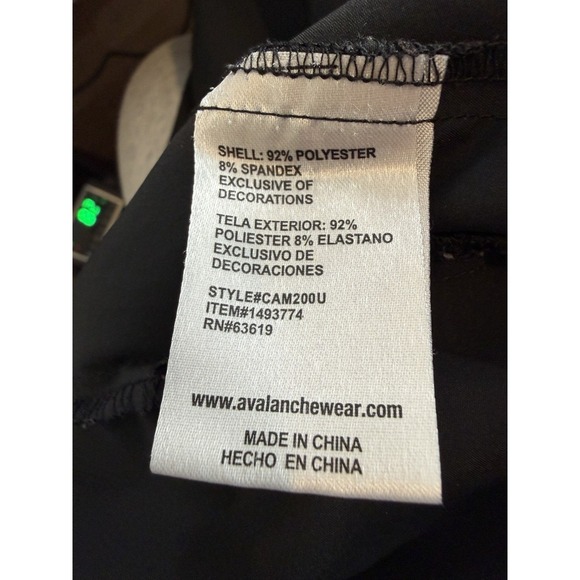 SHELL: 92% POLYESTER
8% SPANDEX
EXCLUSIVE OF
DECORATIONS
TELA EXTERIOR: 92%
POLIESTER 8% ELASTANO
EXCLUSIVO DE
DECORACIONES
STYLE#CAM200U
ITEM#1493774
RN#63619
www.avalanchewear.com
MADE IN CHINA
HECHO EN CHINA